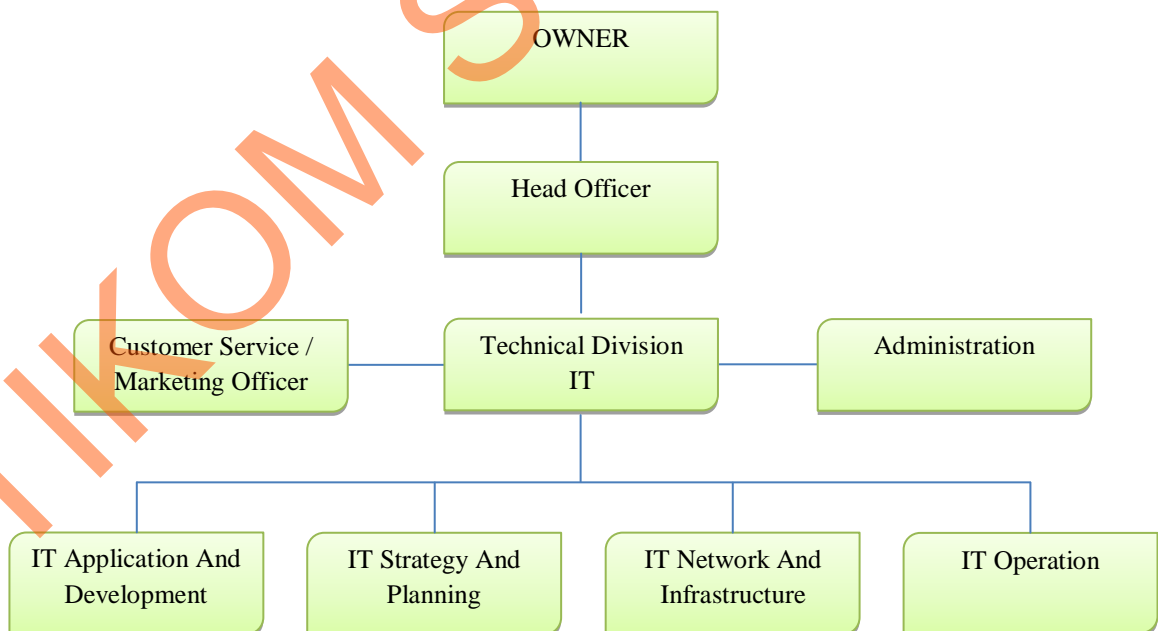 OWNER
Head Officer
Customer Service /
Marketing Officer
Technical Division
IT
Administration
IT Application And
Development
IT Strategy And
Planning
IT Network And
Infrastructure
IT Operation
IKOM S